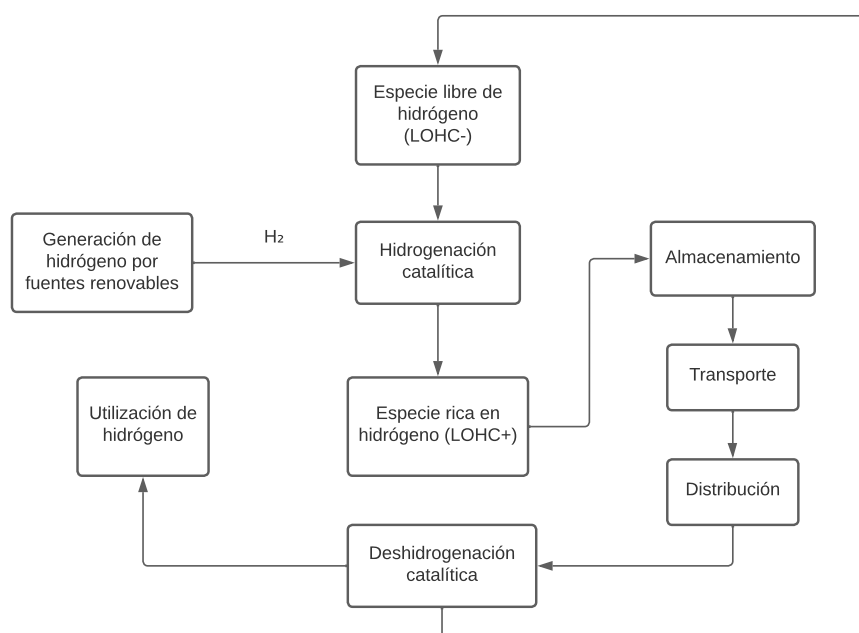 Especie libre de
hidrógeno
(LOHC-)
Generación de
hidrógeno por
fuentes renovables
H₂
Hidrogenación
catalítica
Almacenamiento
Transporte
Utilización de
hidrógeno
Especie rica en
hidrógeno (LOHC+)
Distribución
Deshidrogenación
catalítica